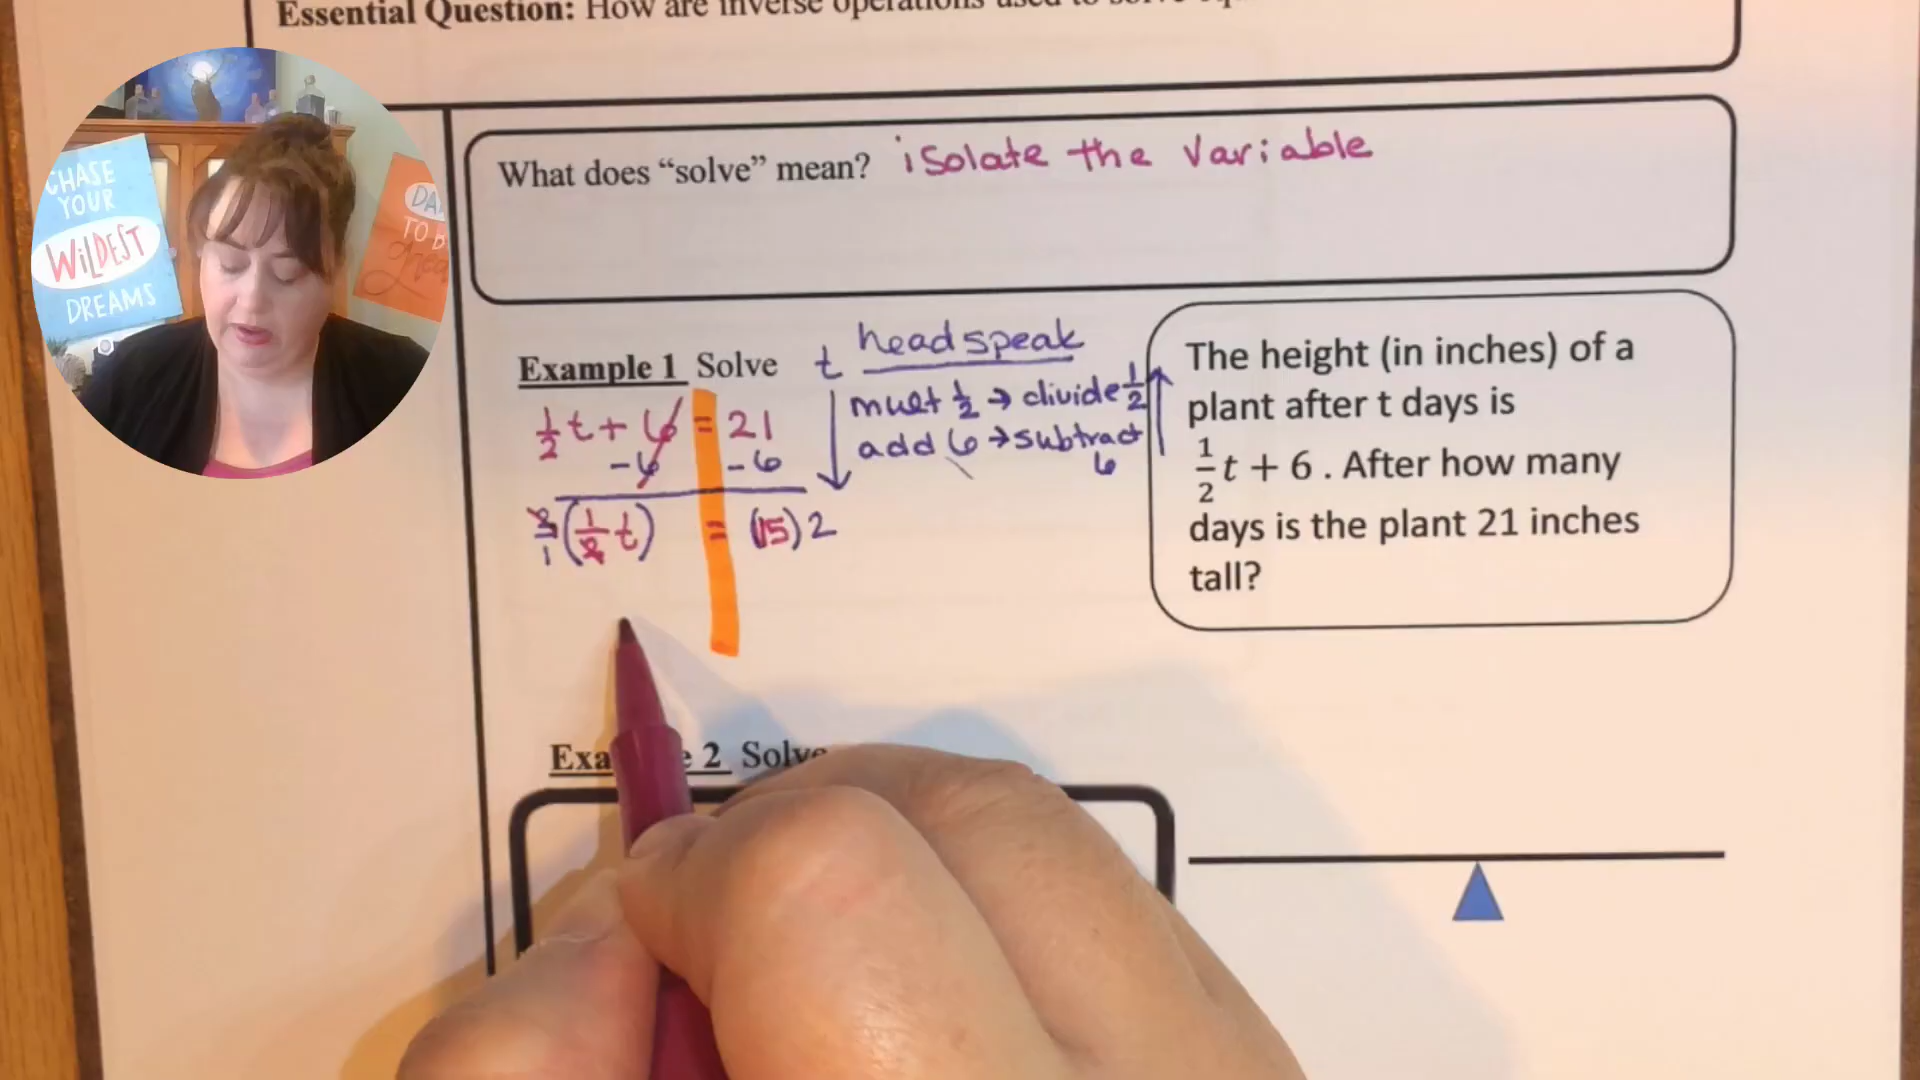 Essential Question: How are inverse operations used to solve
CHASE
YOUR
WILDEST
DREAMS
TO B
What does “solve” mean? isolate the variable
Example 1 Solve
t headspeak
mult 1/2 → divide 1/2
add 6 → subtract
6
1/2 t + 6 = 21
-6 -6
2/1 (1/2 t) = (15) 2
The height (in inches) of a
plant after t days is
1/2 t + 6 . After how many
days is the plant 21 inches
tall?
2 Solve